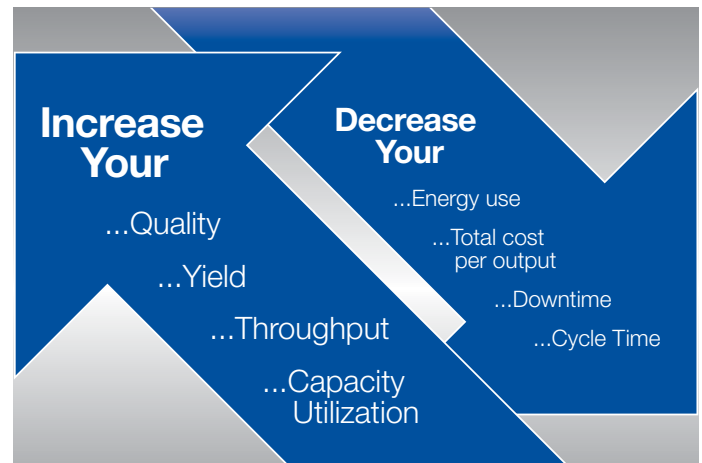 Increase
Your
...Quality
...Yield
...Throughput
...Capacity
Utilization
Decrease
Your
...Energy use
...Total cost
per output
...Downtime
...Cycle Time